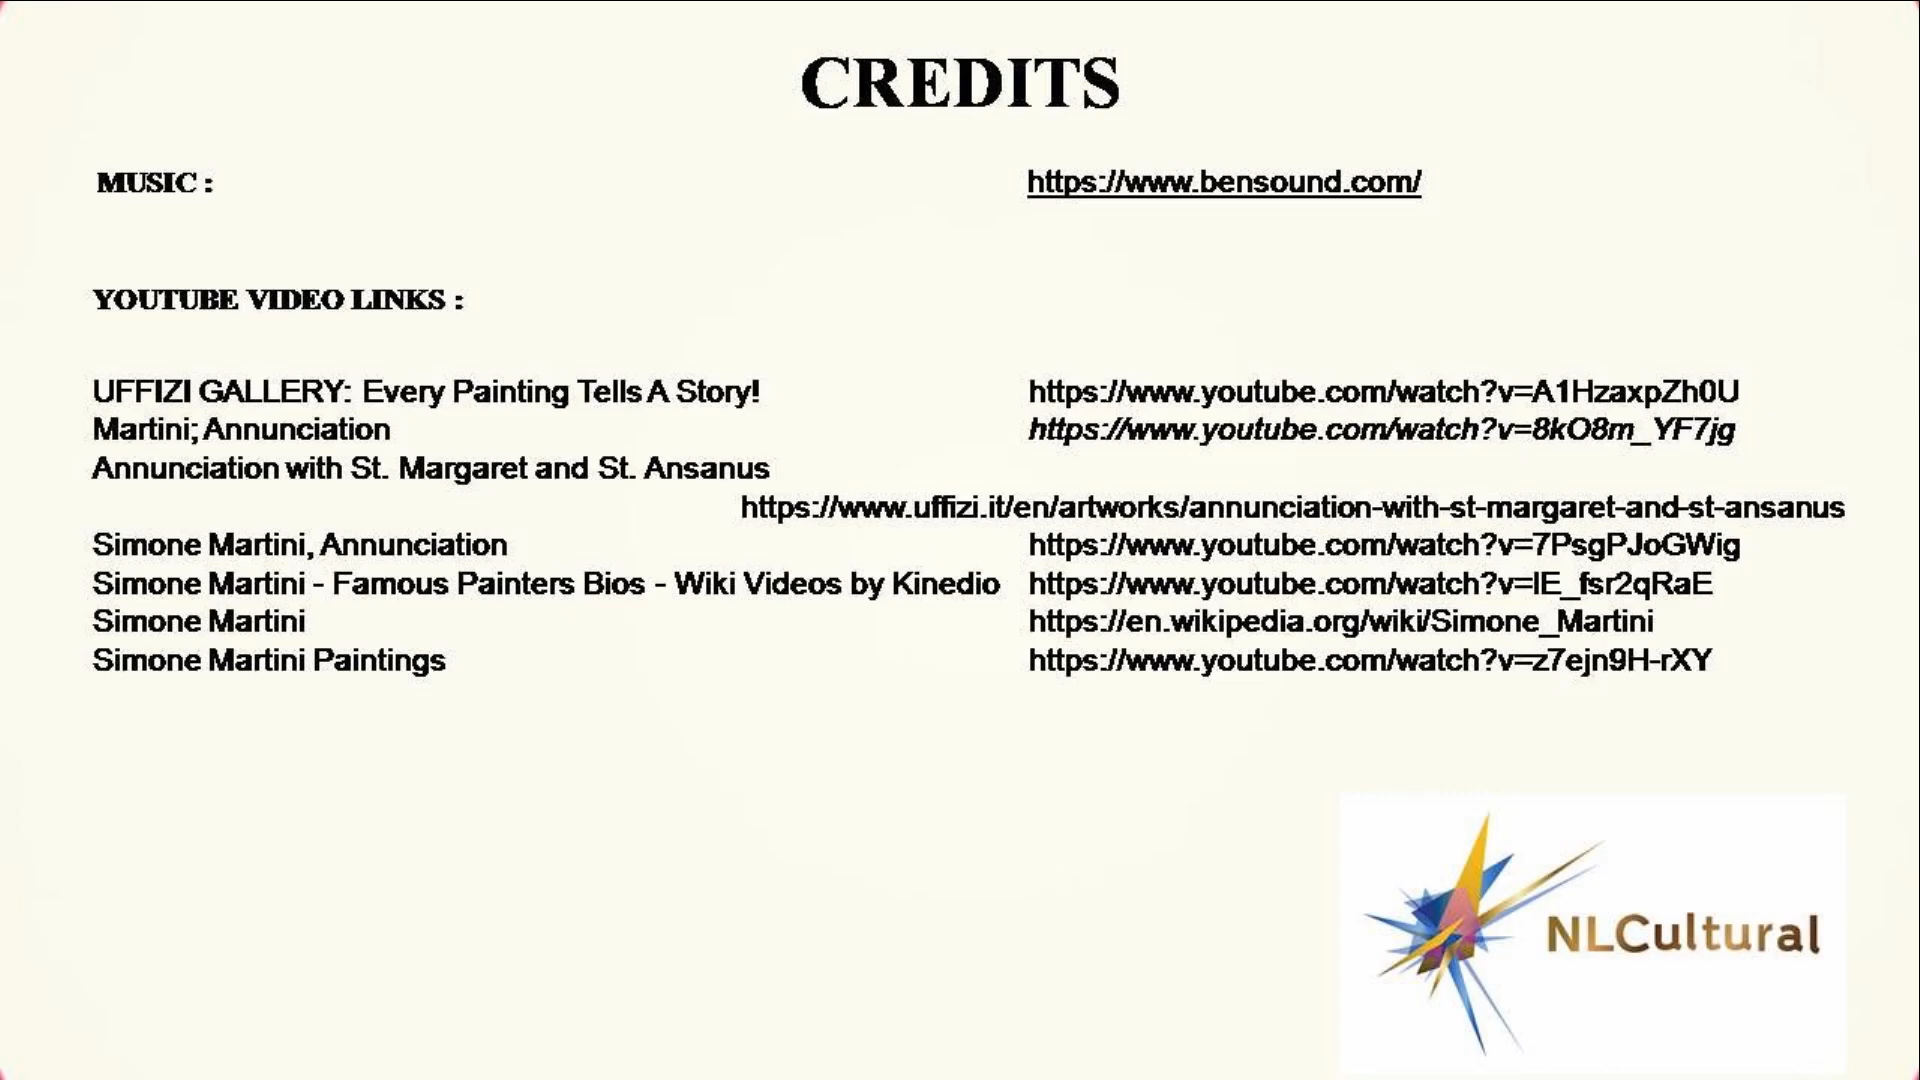 CREDITS
MUSIC : https://www.bensound.com/
YOUTUBE VIDEO LINKS :
UFFIZI GALLERY: Every Painting Tells A Story! https://www.youtube.com/watch?v=A1HzaxpZh0U
Martini; Annunciation https://www.youtube.com/watch?v=8kO8m_YF7jg
Annunciation with St. Margaret and St. Ansanus
https://www.uffizi.it/en/artworks/annunciation-with-st-margaret-and-st-ansanus
Simone Martini, Annunciation https://www.youtube.com/watch?v=7PsgPJoGWig
Simone Martini - Famous Painters Bios - Wiki Videos by Kinedio https://www.youtube.com/watch?v=lE_fsr2qRaE
Simone Martini https://en.wikipedia.org/wiki/Simone_Martini
Simone Martini Paintings https://www.youtube.com/watch?v=z7ejn9H-rXY
NLCultural